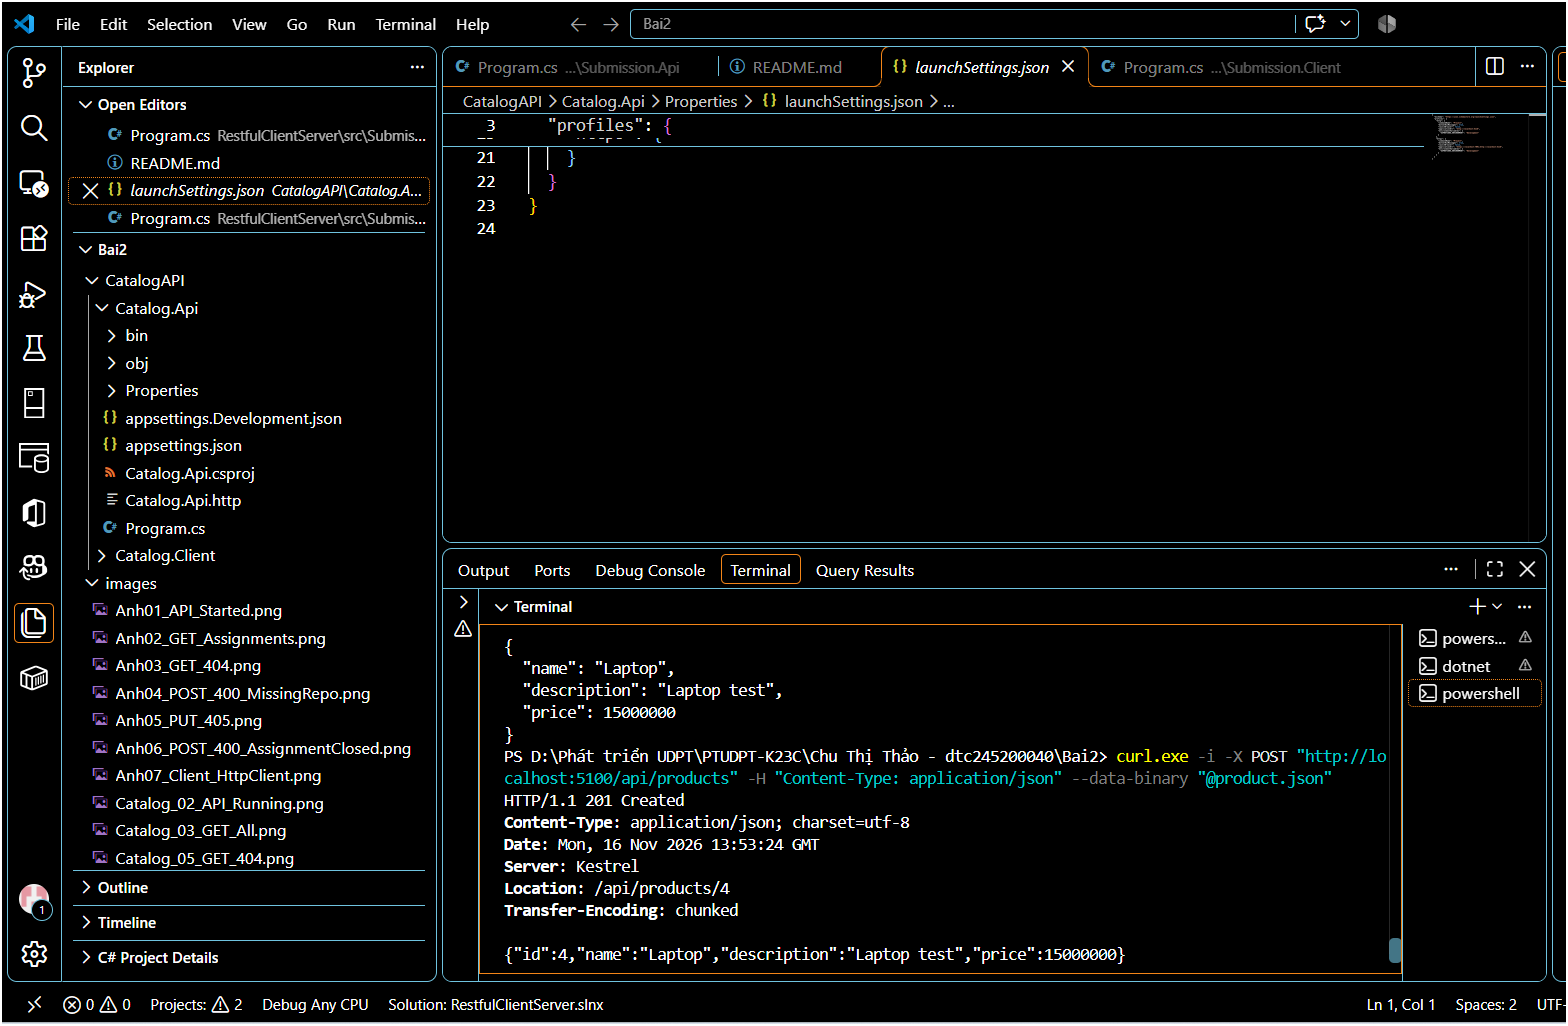 File Edit Selection View Go Run Terminal Help
Bai2
Explorer
Open Editors
Program.cs RestfulClientServer\src\Submis...
README.md
launchSettings.json CatalogAPI\Catalog.A...
Program.cs RestfulClientServer\src\Submis...
Bai2
CatalogAPI
Catalog.Api
bin
obj
Properties
appsettings.Development.json
appsettings.json
Catalog.Api.csproj
Catalog.Api.http
Program.cs
Catalog.Client
images
Anh01_API_Started.png
Anh02_GET_Assignments.png
Anh03_GET_404.png
Anh04_POST_400_MissingRepo.png
Anh05_PUT_405.png
Anh06_POST_400_AssignmentClosed.png
Anh07_Client_HttpClient.png
Catalog_02_API_Running.png
Catalog_03_GET_All.png
Catalog_05_GET_404.png
Outline
Timeline
C# Project Details
1
Program.cs ...\Submission.Api
README.md
launchSettings.json
Program.cs ...\Submission.Client
CatalogAPI > Catalog.Api > Properties > {} launchSettings.json > ...
3 "profiles": {
21 }
22 }
23 }
24
Output Ports Debug Console Terminal Query Results
Terminal
{
"name": "Laptop",
"description": "Laptop test",
"price": 15000000
}
PS D:\Phát triển UDPT\PTUDPT-K23C\Chu Thị Thảo - dtc245200040\Bai2> curl.exe -i -X POST "http://lo
calhost:5100/api/products" -H "Content-Type: application/json" --data-binary "@product.json"
HTTP/1.1 201 Created
Content-Type: application/json; charset=utf-8
Date: Mon, 16 Nov 2026 13:53:24 GMT
Server: Kestrel
Location: /api/products/4
Transfer-Encoding: chunked
{"id":4,"name":"Laptop","description":"Laptop test","price":15000000}
powers...
dotnet
powershell
0 0 Projects: 2 Debug Any CPU Solution: RestfulClientServer.slnx Ln 1, Col 1 Spaces: 2 UTF-